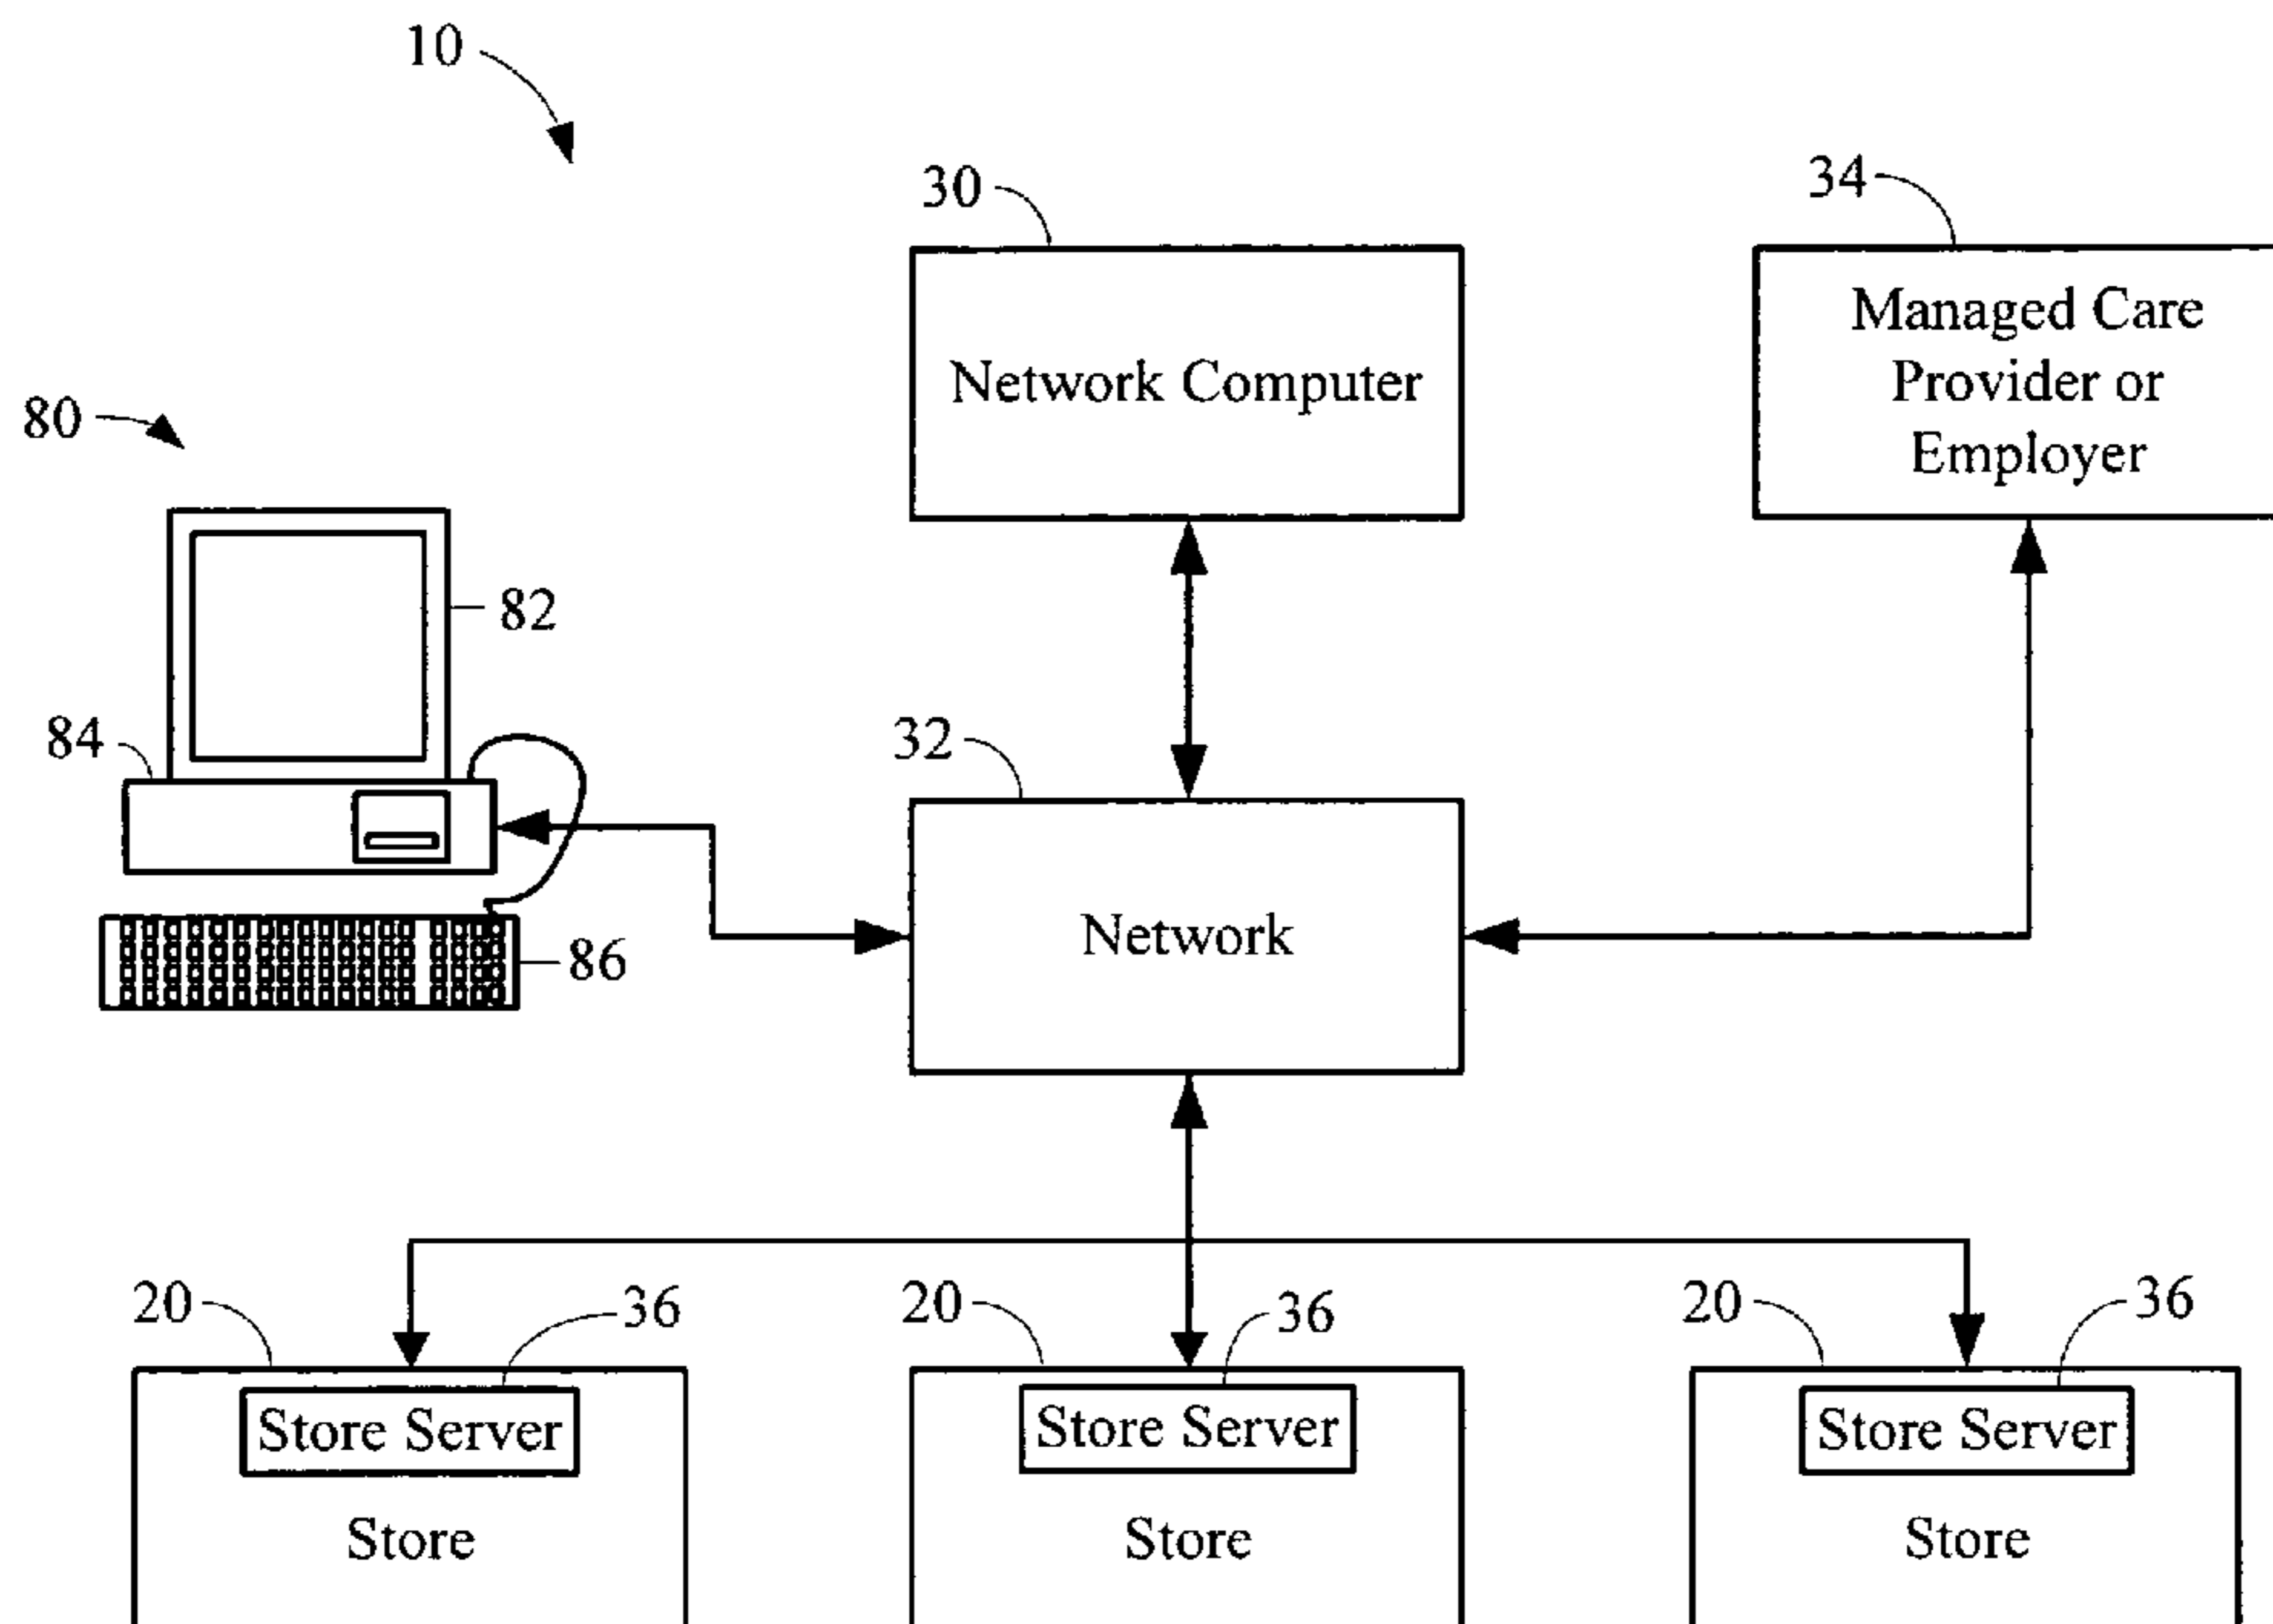 10
30
34
Network Computer
Managed Care
Provider or
Employer
80
82
84
32
Network
86
20
36
20
36
20
36
Store Server
Store Server
Store Server
Store
Store
Store